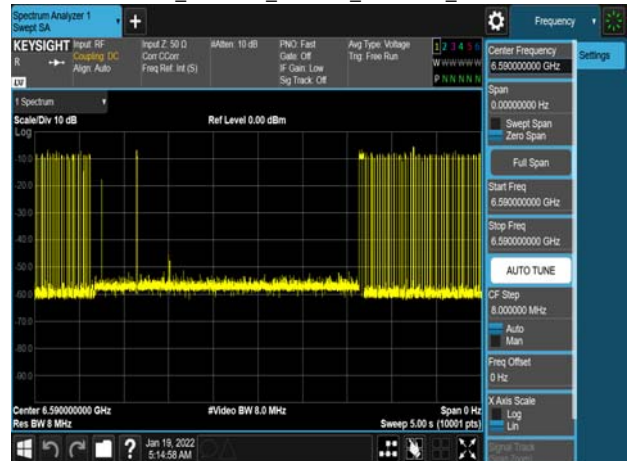 Spectrum Analyzer 1
Swept SA
+
Frequency
KEYSIGHT
Input: RF
Coupling: DC
Align: Auto
Input Z: 50 Ω
Corr CCorr
Freq Ref: Int (S)
#Atten: 10 dB
PNO: Fast
Gate: Off
IF Gain: Low
Sig Track: Off
Avg Type: Voltage
Trig: Free Run
1 2 3 4 5 6
W W W W W W
P N N N N N
R
LXI
1 Spectrum
Scale/Div 10 dB
Ref Level 0.00 dBm
Log
-10.0
-20.0
-30.0
-40.0
-50.0
-60.0
-70.0
-80.0
-90.0
Center 6.590000000 GHz
#Video BW 8.0 MHz
Span 0 Hz
Res BW 8 MHz
Sweep 5.00 s (10001 pts)
?
Jan 19, 2022
5:14:58 AM
Center Frequency
6.590000000 GHz
Settings
Span
0.00000000 Hz
Swept Span
Zero Span
Full Span
Start Freq
6.590000000 GHz
Stop Freq
6.590000000 GHz
AUTO TUNE
CF Step
8.000000 MHz
Auto
Man
Freq Offset
0 Hz
X Axis Scale
Log
Lin
Signal Track